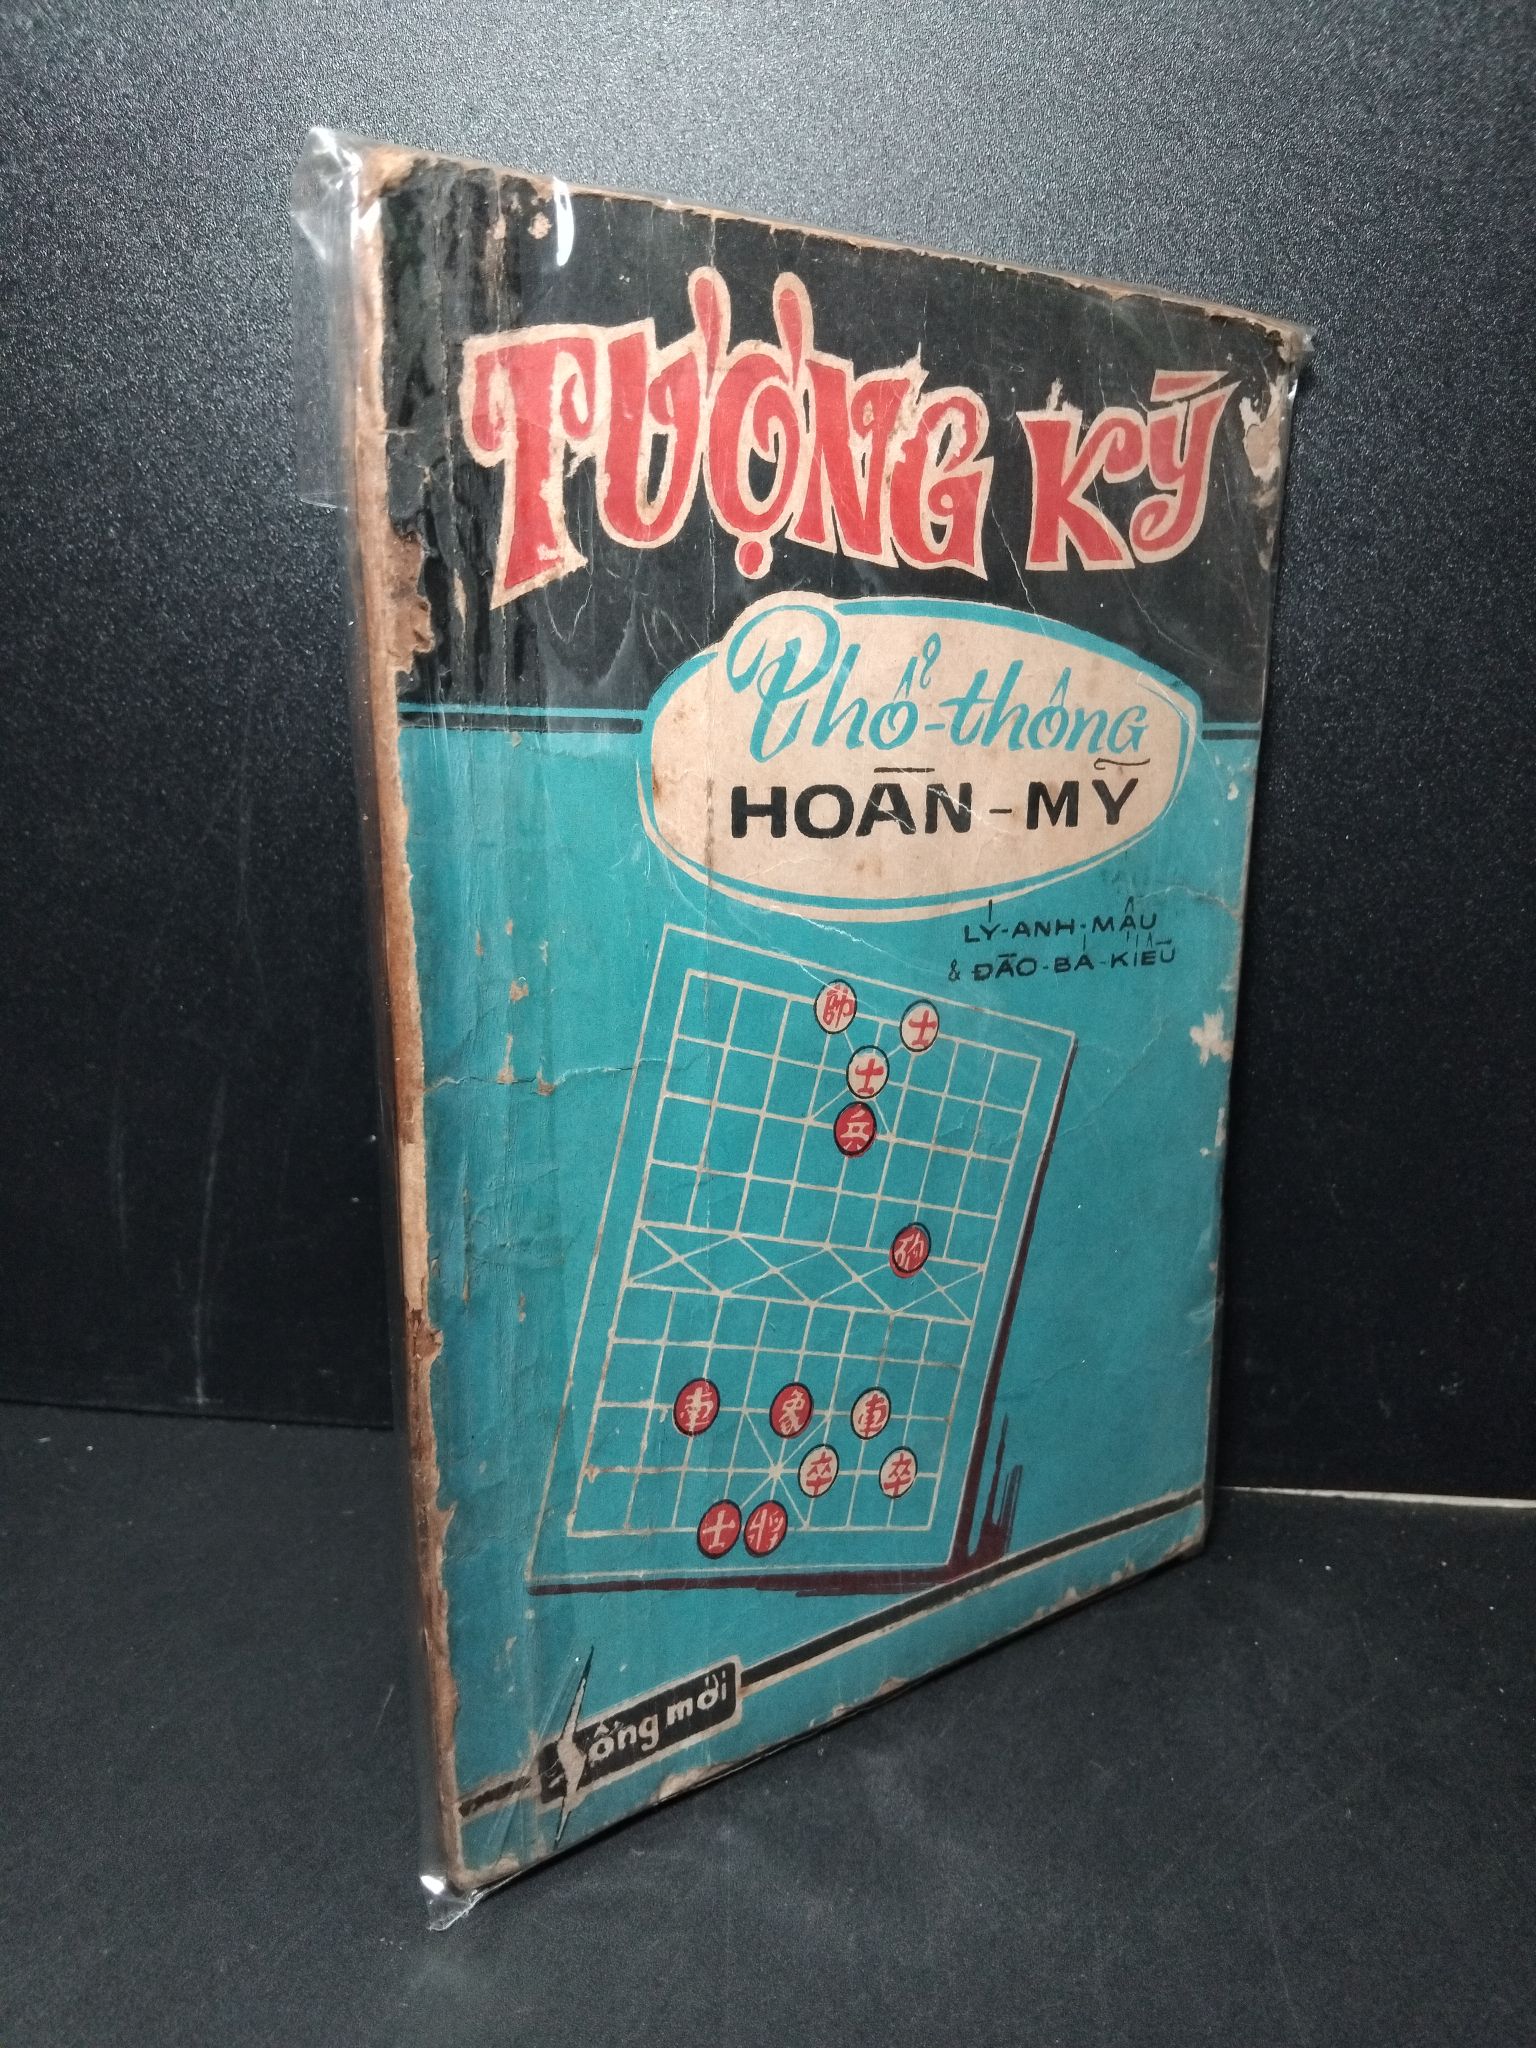 TƯỢNG KỲ
Phổ-thông
HOÀN-MỸ
LÝ-ANH-MẬU
& ĐÀO-BÁ-KIỀU
帥
士
士
兵
砲
車 象 車
卒 卒
士 將
Sống mới